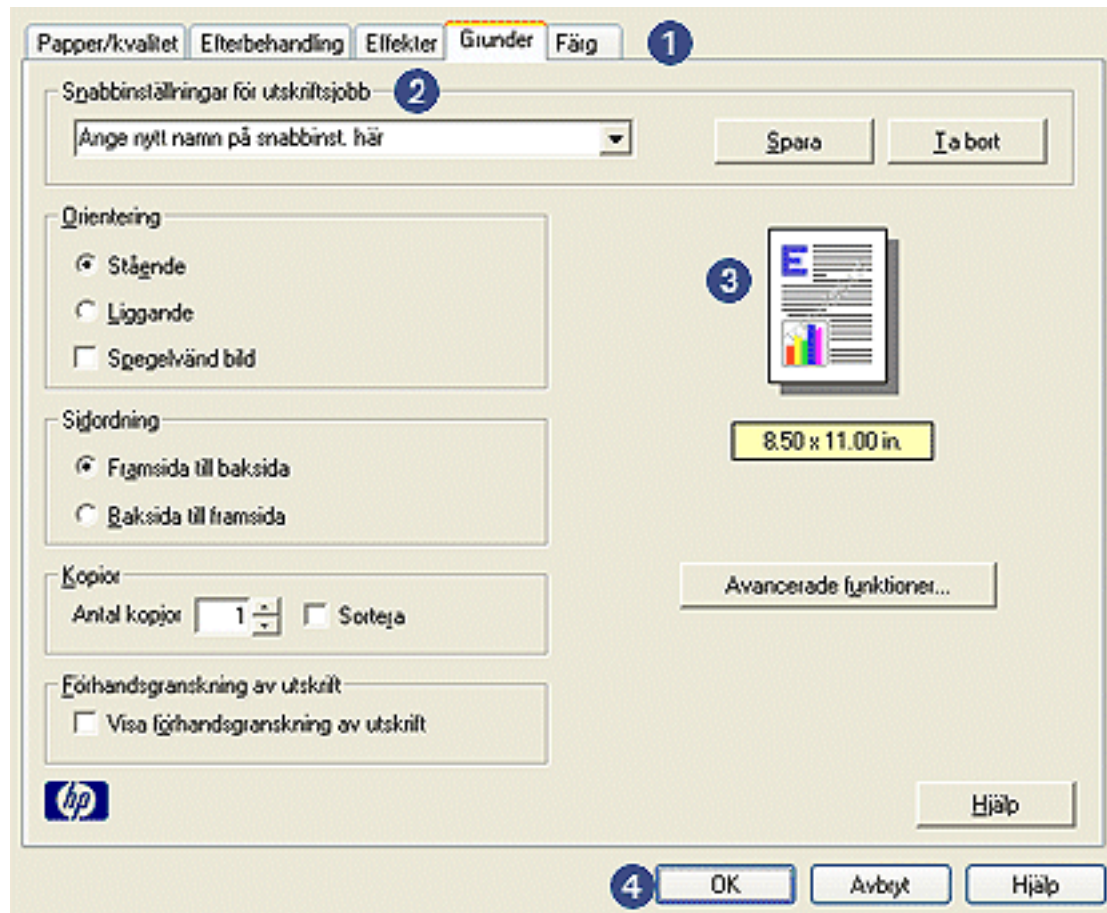 Papper/kvalitet Efterbehandling Effekter Grunder Färg 1
Snabbinställningar för utskriftsjobb 2
Ange nytt namn på snabbinst. här Spara Ta bort
Orientering
Stående
Liggande
Spegelvänd bild
3
E
8.50 x 11.00 in.
Sidordning
Framsida till baksida
Baksida till framsida
Kopior
Antal kopior 1 Sortera
Avancerade funktioner...
Förhandsgranskning av utskrift
Visa förhandsgranskning av utskrift
hp
Hjälp
4 OK Avbryt Hjälp